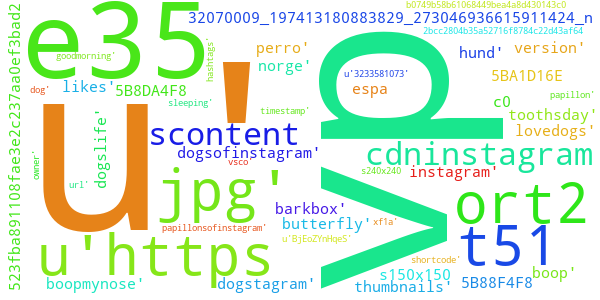 b0749b58b61068449bea4a8d430143c0
32070009_197413180883829_273046936615911424_n
2bcc2804b35a52716f8784c22d43af64
e35
goodmorning'
hashtags'
perro'
hund'
version'
norge'
u'3233581073'
5BA1D16E
dog'
likes'
5B8DA4F8
espa
papillon'
sleeping'
c0
toothsday'
timestamp'
lovedogs'
u'
p
v
scontent
dogsofinstagram'
cdninstagram
vsco'
instagram'
s240x240
owner'
dogslife'
url'
jpg'
barkbox'
ort2
butterfly'
xf1a'
papillonsofinstagram'
u'BjEoZYnHqeS'
t51
u'https
shortcode'
s150x150
boop'
boopmynose'
dogstagram'
thumbnails'
5B88F4F8
523fba891108fae3e2c237aa0ef3bad2